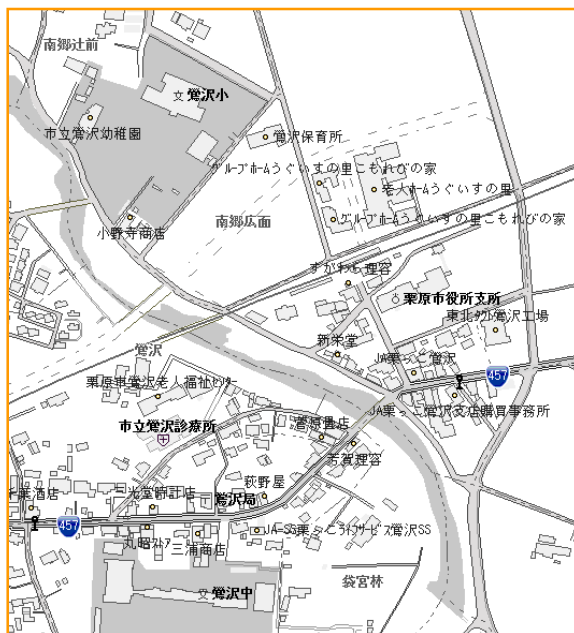 南郷辻前
文 鶯沢小
市立鶯沢幼稚園
鶯沢保育所
グループホームうぐいすの里こもれびの家
老人ホームうぐいすの里
グループホームうぐいすの里こもれびの家
南郷広面
小野寺商店
すがわら理容
栗原市役所支所
東北タクト鶯沢工場
新栄堂
鶯沢
JA栗っこ鶯沢
457
栗原市鶯沢老人福祉センター
JA栗っこ鶯沢支店購買事務所
市立鶯沢診療所
菅原畳店
芳賀理容
萩野屋
千葉酒店
三光堂時計店
鶯沢局
457
JA-SS栗っこライフサービス鶯沢SS
丸昭ストア
三浦商店
袋宮林
文 鶯沢中